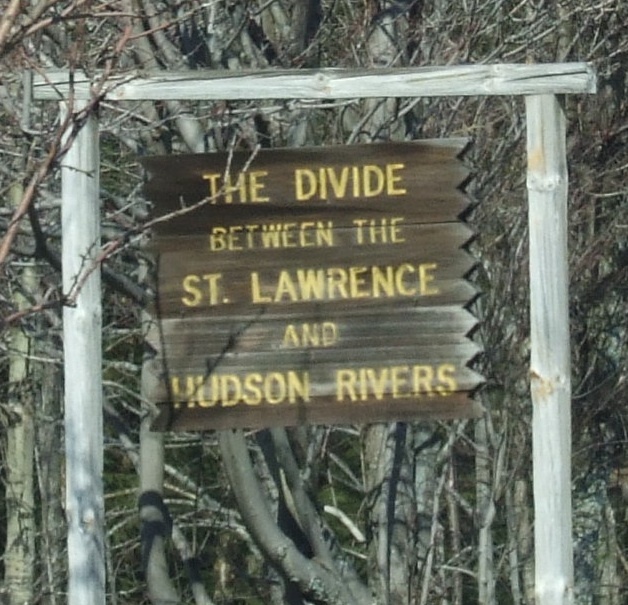 THE DIVIDE
BETWEEN THE
ST. LAWRENCE
AND
HUDSON RIVERS